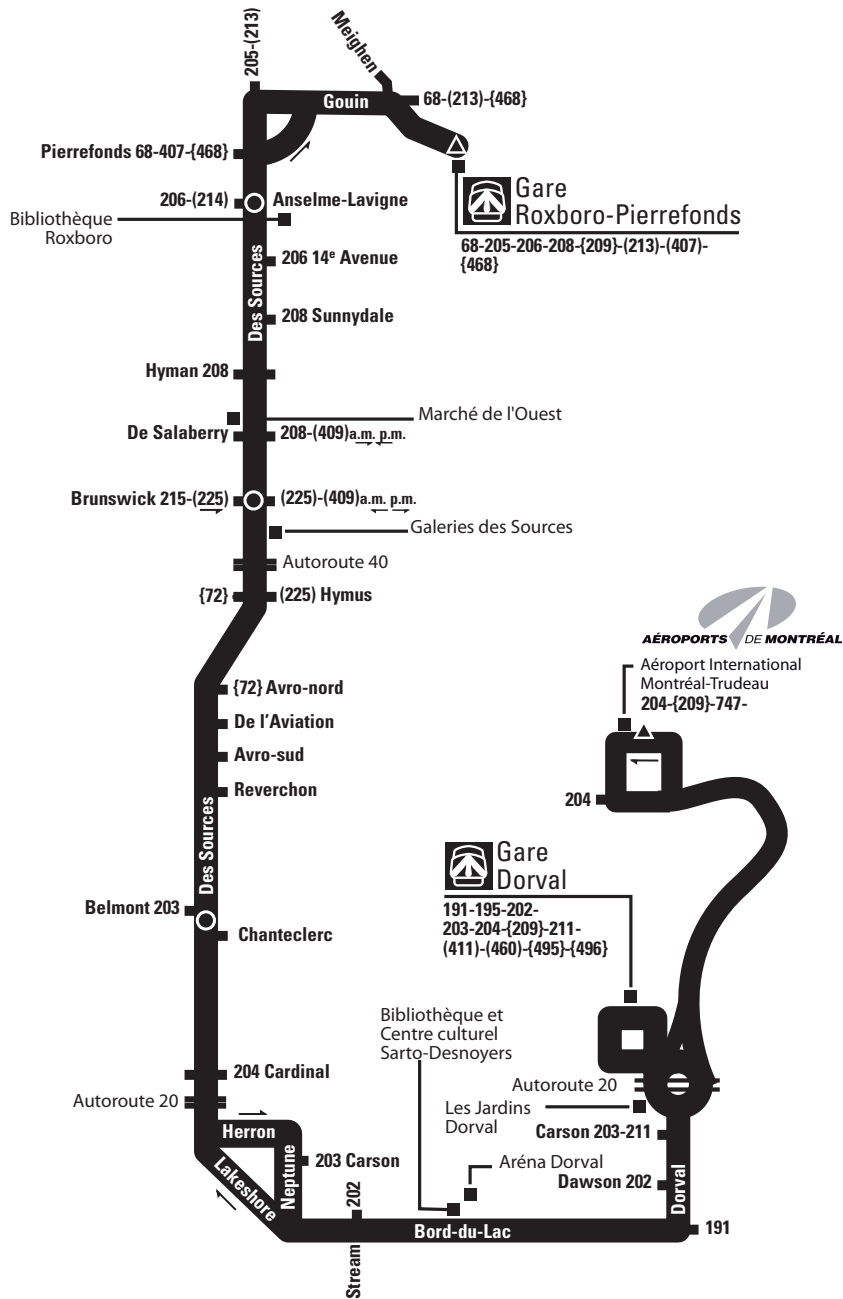 205-(213)
Meighen
Gouin
68-(213)-{468}
Pierrefonds 68-407-{468}
Gare
Roxboro-Pierrefonds
68-205-206-208-{209}-(213)-(407)-
{468}
206-(214)
Anselme-Lavigne
Bibliothèque
Roxboro
206 14e Avenue
Des Sources
208 Sunnydale
Hyman 208
Marché de l'Ouest
De Salaberry
208-(409)a.m. p.m.
Brunswick 215-(225)
(225)-(409)a.m. p.m.
Galeries des Sources
Autoroute 40
{72}
(225) Hymus
AÉROPORTS DE MONTRÉAL
Aéroport International
Montréal-Trudeau
204-{209}-747-
{72} Avro-nord
De l'Aviation
Avro-sud
Reverchon
204
Des Sources
Gare
Dorval
191-195-202-
203-204-{209}-211-
(411)-(460)-{495}-{496}
Belmont 203
Chanteclerc
Bibliothèque et
Centre culturel
Sarto-Desnoyers
204 Cardinal
Autoroute 20
Autoroute 20
Les Jardins
Dorval
Carson 203-211
Herron
Neptune
203 Carson
Lakeshore
Aréna Dorval
Dawson 202
Dorval
202
Stream
Bord-du-Lac
191